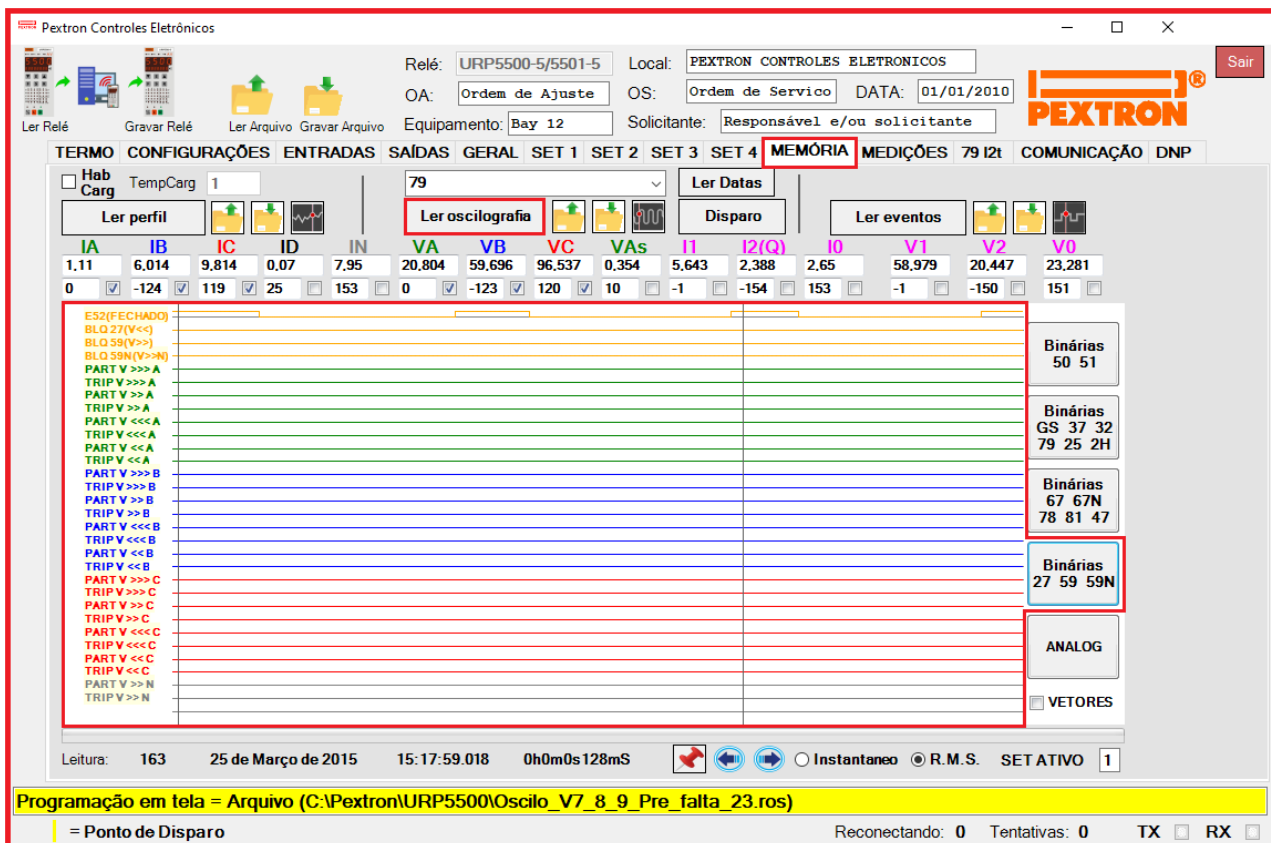 Pextron Controles Eletrônicos
Relé: URP5500-5/5501-5 Local: PEXTRON CONTROLES ELETRONICOS Sair
OA: Ordem de Ajuste OS: Ordem de Servico DATA: 01/01/2010
Ler Relé Gravar Relé Ler Arquivo Gravar Arquivo Equipamento: Bay 12 Solicitante: Responsável e/ou solicitante PEXTRON ®
TERMO CONFIGURAÇÕES ENTRADAS SAÍDAS GERAL SET 1 SET 2 SET 3 SET 4 MEMÓRIA MEDIÇÕES 79 I2t COMUNICAÇÃO DNP
Hab Carg TempCarg 1 79 Ler Datas
Ler perfil Ler oscilografia Disparo Ler eventos
IA IB IC ID IN VA VB VC VAs I1 I2(Q) I0 V1 V2 V0
1,11 6,014 9,814 0,07 7,95 20,804 59,696 96,537 0,354 5,643 2,388 2,65 58,979 20,447 23,281
0 -124 119 25 153 0 -123 120 10 -1 -154 153 -1 -150 151
E52(FECHADO)
BLQ 27(V<<)
BLQ 59(V>>)
BLQ 59N(V>>N)
PART V >>> A
TRIP V >>> A
PART V >> A
TRIP V >> A
PART V <<< A
TRIP V <<< A
PART V << A
TRIP V << A
PART V >>> B
TRIP V >>> B
PART V >> B
TRIP V >> B
PART V <<< B
TRIP V <<< B
PART V << B
TRIP V << B
PART V >>> C
TRIP V >>> C
PART V >> C
TRIP V >> C
PART V <<< C
TRIP V <<< C
PART V << C
TRIP V << C
PART V >> N
TRIP V >> N
Binárias
50 51
Binárias
GS 37 32
79 25 2H
Binárias
67 67N
78 81 47
Binárias
27 59 59N
ANALOG
VETORES
Leitura: 163 25 de Março de 2015 15:17:59.018 0h0m0s128mS Instantaneo R.M.S. SET ATIVO 1
Programação em tela = Arquivo (C:\Pextron\URP5500\Oscilo_V7_8_9_Pre_falta_23.ros)
= Ponto de Disparo Reconectando: 0 Tentativas: 0 TX RX